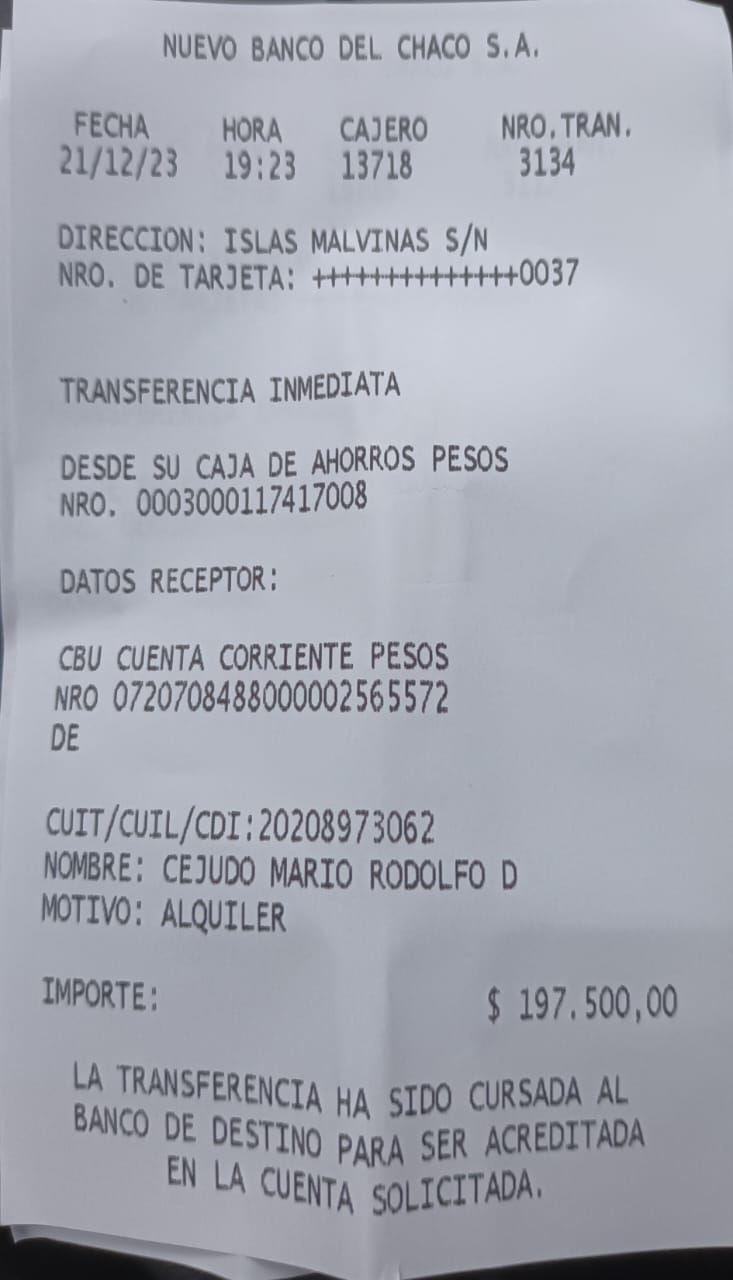 NUEVO BANCO DEL CHACO S.A.
FECHA HORA CAJERO NRO.TRAN.
21/12/23 19:23 13718 3134
DIRECCION: ISLAS MALVINAS S/N
NRO. DE TARJETA: ++++++++++++++0037
TRANSFERENCIA INMEDIATA
DESDE SU CAJA DE AHORROS PESOS
NRO. 0003000117417008
DATOS RECEPTOR:
CBU CUENTA CORRIENTE PESOS
NRO 0720708488000002565572
DE
CUIT/CUIL/CDI:20208973062
NOMBRE: CEJUDO MARIO RODOLFO D
MOTIVO: ALQUILER
IMPORTE: $ 197.500,00
LA TRANSFERENCIA HA SIDO CURSADA AL
BANCO DE DESTINO PARA SER ACREDITADA
EN LA CUENTA SOLICITADA.